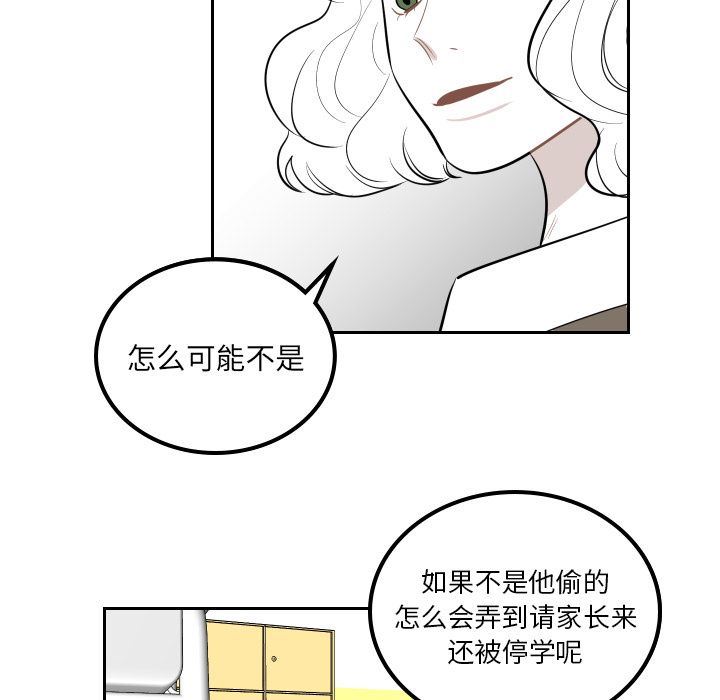 怎么可能不是
如果不是他偷的
怎么会弄到请家长来
还被停学呢